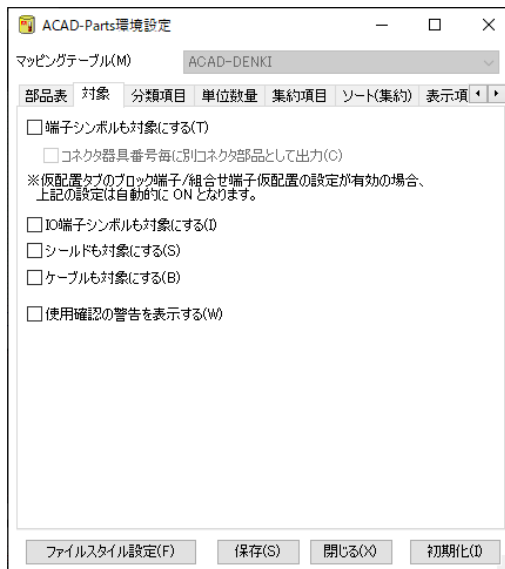 ACAD-Parts環境設定
マッピングテーブル(M) ACAD-DENKI
部品表 対象 分類項目 単位数量 集約項目 ソート(集約) 表示項
端子シンボルも対象にする(T)
コネクタ器具番号毎に別コネクタ部品として出力(C)
※仮配置タブのブロック端子/組合せ端子仮配置の設定が有効の場合、
上記の設定は自動的に ON となります。
IO端子シンボルも対象にする(I)
シールドも対象にする(S)
ケーブルも対象にする(B)
使用確認の警告を表示する(W)
ファイルスタイル設定(F) 保存(S) 閉じる(X) 初期化(I)